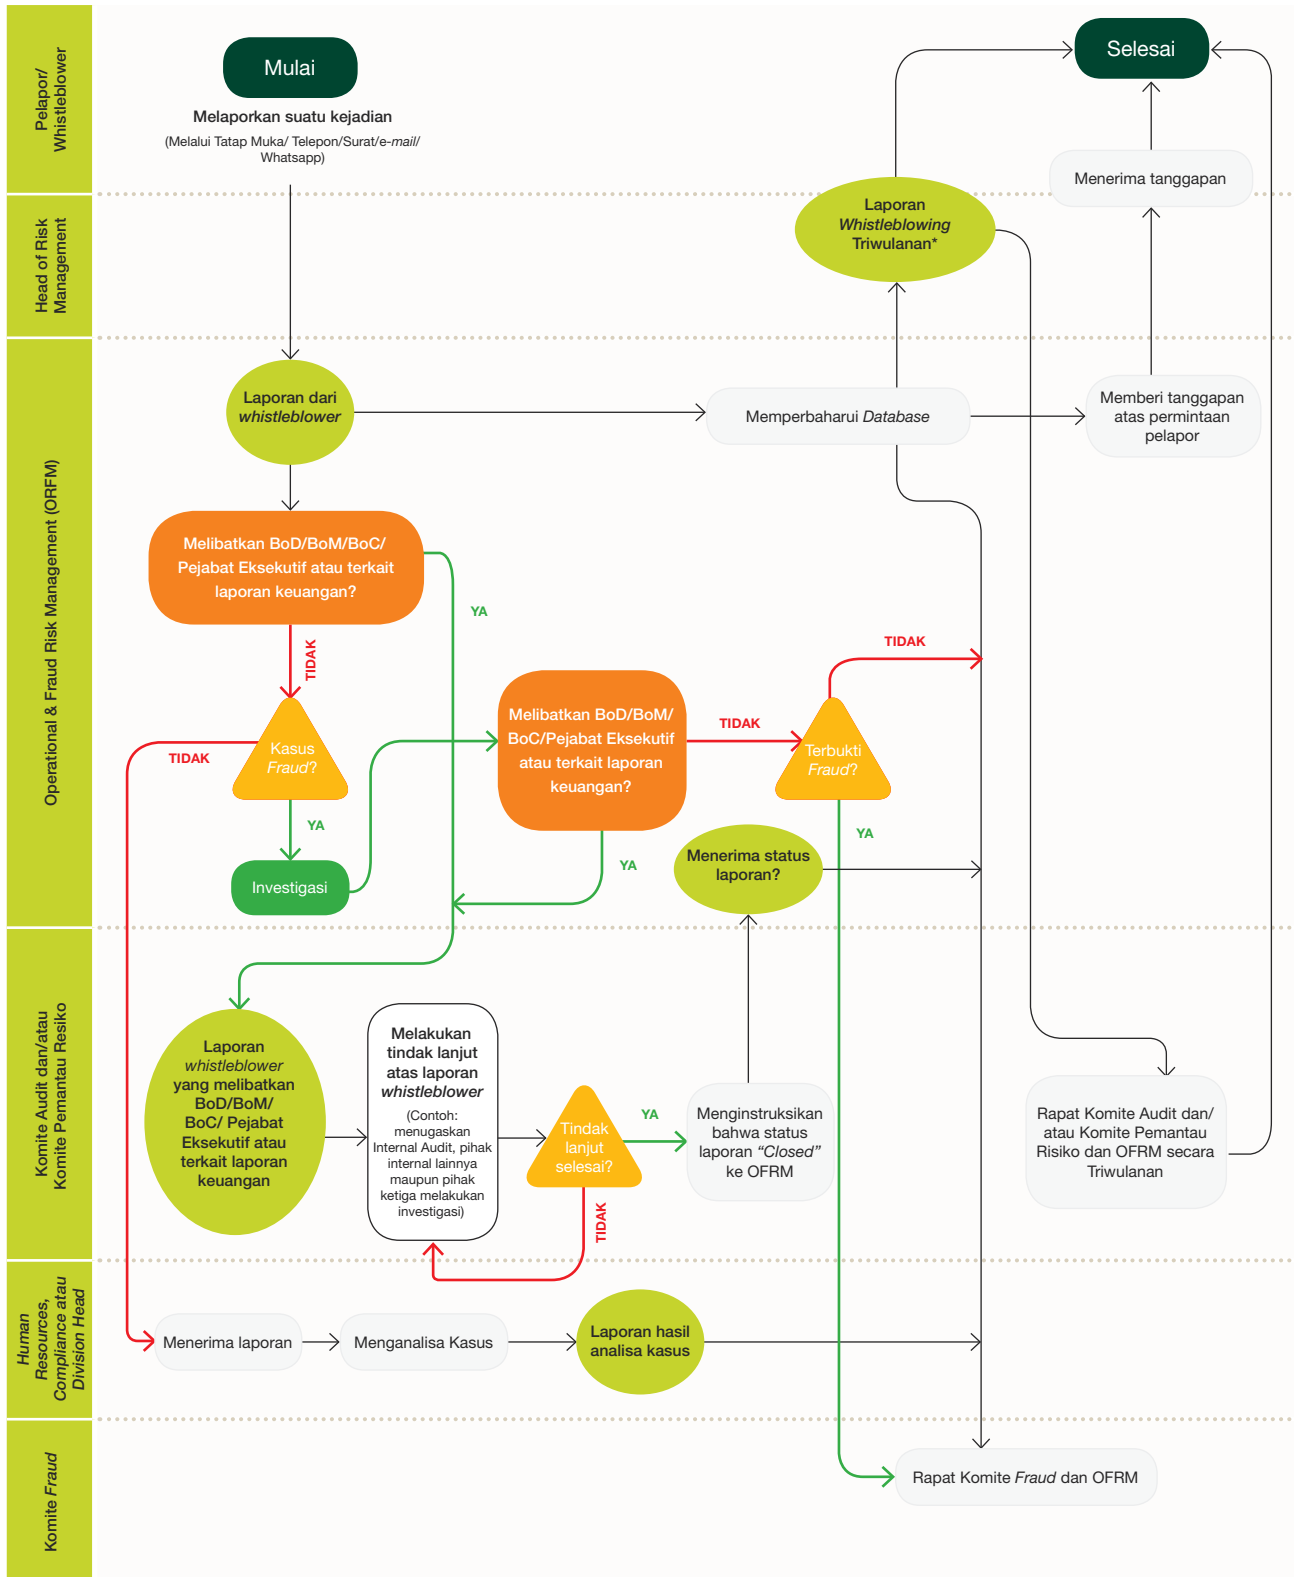 Pelapor/
Whistleblower
Mulai
Melaporkan suatu kejadian
(Melalui Tatap Muka/ Telepon/Surat/e-mail/
Whatsapp)
Selesai
Menerima tanggapan
Head of Risk
Management
Laporan
Whistleblowing
Triwulanan*
Operational & Fraud Risk Management (ORFM)
Laporan dari
whistleblower
Memperbaharui Database
Memberi tanggapan
atas permintaan
pelapor
Melibatkan BoD/BoM/BoC/
Pejabat Eksekutif atau terkait
laporan keuangan?
YA
TIDAK
Kasus
Fraud?
TIDAK
YA
Investigasi
Melibatkan BoD/BoM/
BoC/Pejabat Eksekutif
atau terkait laporan
keuangan?
TIDAK
YA
Terbukti
Fraud?
TIDAK
YA
Menerima status
laporan?
Komite Audit dan/atau
Komite Pemantau Resiko
Laporan
whistleblower
yang melibatkan
BoD/BoM/
BoC/ Pejabat
Eksekutif atau
terkait laporan
keuangan
Melakukan
tindak lanjut
atas laporan
whistleblower
(Contoh:
menugaskan
Internal Audit, pihak
internal lainnya
maupun pihak
ketiga melakukan
investigasi)
Tindak
lanjut
selesai?
YA
TIDAK
Menginstruksikan
bahwa status
laporan “Closed”
ke OFRM
Rapat Komite Audit dan/
atau Komite Pemantau
Risiko dan OFRM secara
Triwulanan
Human
Resources,
Compliance atau
Division Head
Menerima laporan
Menganalisa Kasus
Laporan hasil
analisa kasus
Komite Fraud
Rapat Komite Fraud dan OFRM